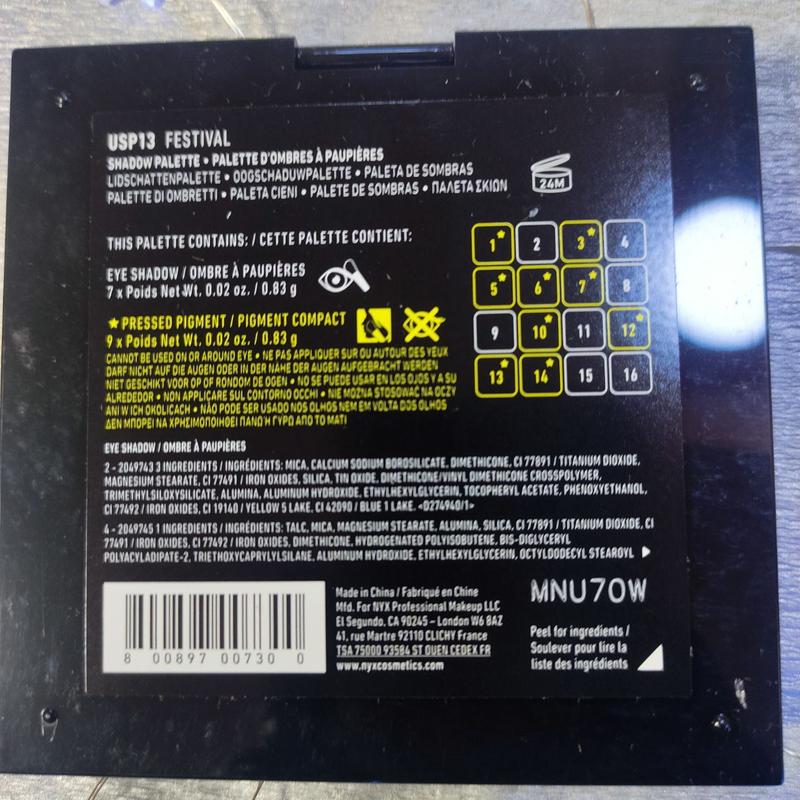 USP13 FESTIVAL
SHADOW PALETTE • PALETTE D'OMBRES À PAUPIÈRES
LIDSCHATTENPALETTE • OOGSCHADUWPALETTE • PALETA DE SOMBRAS
PALETTE DI OMBRETTI • PALETA CIENI • PALETE DE SOMBRAS • ΠΑΛΕΤΑ ΣΚΙΩΝ
24M
THIS PALETTE CONTAINS: / CETTE PALETTE CONTIENT:
EYE SHADOW / OMBRE À PAUPIÈRES
7 x Poids Net Wt. 0.02 oz. / 0.83 g
★ PRESSED PIGMENT / PIGMENT COMPACT
9 x Poids Net Wt. 0.02 oz. / 0.83 g
CANNOT BE USED ON OR AROUND EYE • NE PAS APPLIQUER SUR OU AUTOUR DES YEUX
DARF NICHT AUF DIE AUGEN ODER IN DER NÄHE DER AUGEN AUFGEBRACHT WERDEN
NIET GESCHIKT VOOR OP OF RONDOM DE OGEN • NO SE PUEDE USAR EN LOS OJOS Y A SU
ALREDEDOR • NON APPLICARE SUL CONTORNO OCCHI • NIE MOŻNA STOSOWAĆ NA OCZY
ANI W ICH OKOLICACH • NÃO PODE SER USADO NOS OLHOS NEM EM VOLTA DOS OLHOS
ΔΕΝ ΜΠΟΡΕΙ ΝΑ ΧΡΗΣΙΜΟΠΟΙΗΘΕΙ ΠΑΝΩ Ή ΓΥΡΩ ΑΠΟ ΤΟ ΜΑΤΙ
1★ 2 3★ 4
5★ 6★ 7★ 8
9 10★ 11 12★
13★ 14★ 15 16
EYE SHADOW / OMBRE À PAUPIÈRES
2 - 2049743 3 INGREDIENTS / INGRÉDIENTS: MICA, CALCIUM SODIUM BOROSILICATE, DIMETHICONE, CI 77891 / TITANIUM DIOXIDE,
MAGNESIUM STEARATE, CI 77491 / IRON OXIDES, SILICA, TIN OXIDE, DIMETHICONE/VINYL DIMETHICONE CROSSPOLYMER,
TRIMETHYLSILOXYSILICATE, ALUMINA, ALUMINUM HYDROXIDE, ETHYLHEXYLGLYCERIN, TOCOPHERYL ACETATE, PHENOXYETHANOL,
CI 77492 / IRON OXIDES, CI 19140 / YELLOW 5 LAKE, CI 42090 / BLUE 1 LAKE. <D274940/1>
4 - 2049745 1 INGREDIENTS / INGRÉDIENTS: TALC, MICA, MAGNESIUM STEARATE, ALUMINA, SILICA, CI 77891 / TITANIUM DIOXIDE, CI
77491 / IRON OXIDES, CI 77492 / IRON OXIDES, DIMETHICONE, HYDROGENATED POLYISOBUTENE, BIS-DIGLYCERYL
POLYACYLADIPATE-2, TRIETHOXYCAPRYLYLSILANE, ALUMINUM HYDROXIDE, ETHYLHEXYLGLYCERIN, OCTYLDODECYL STEAROYL ▶
8 00897 00730 0
Made in China / Fabriqué en Chine
Mfd. For NYX Professional Makeup LLC
El Segundo, CA 90245 – London W6 8AZ
41, rue Martre 92110 CLICHY France
TSA 75000 93584 ST OUEN CEDEX FR
www.nyxcosmetics.com
MNU70W
Peel for ingredients /
Soulever pour lire la
liste des ingrédients